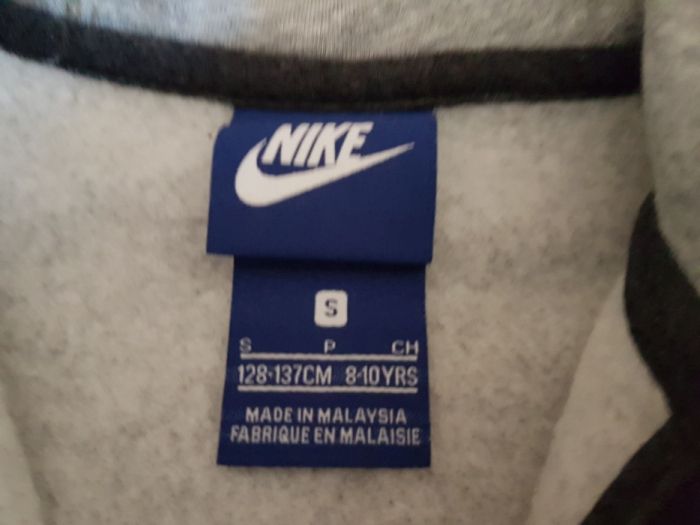 NIKE
S
S P CH
128-137CM 8-10YRS
MADE IN MALAYSIA
FABRIQUE EN MALAISIE